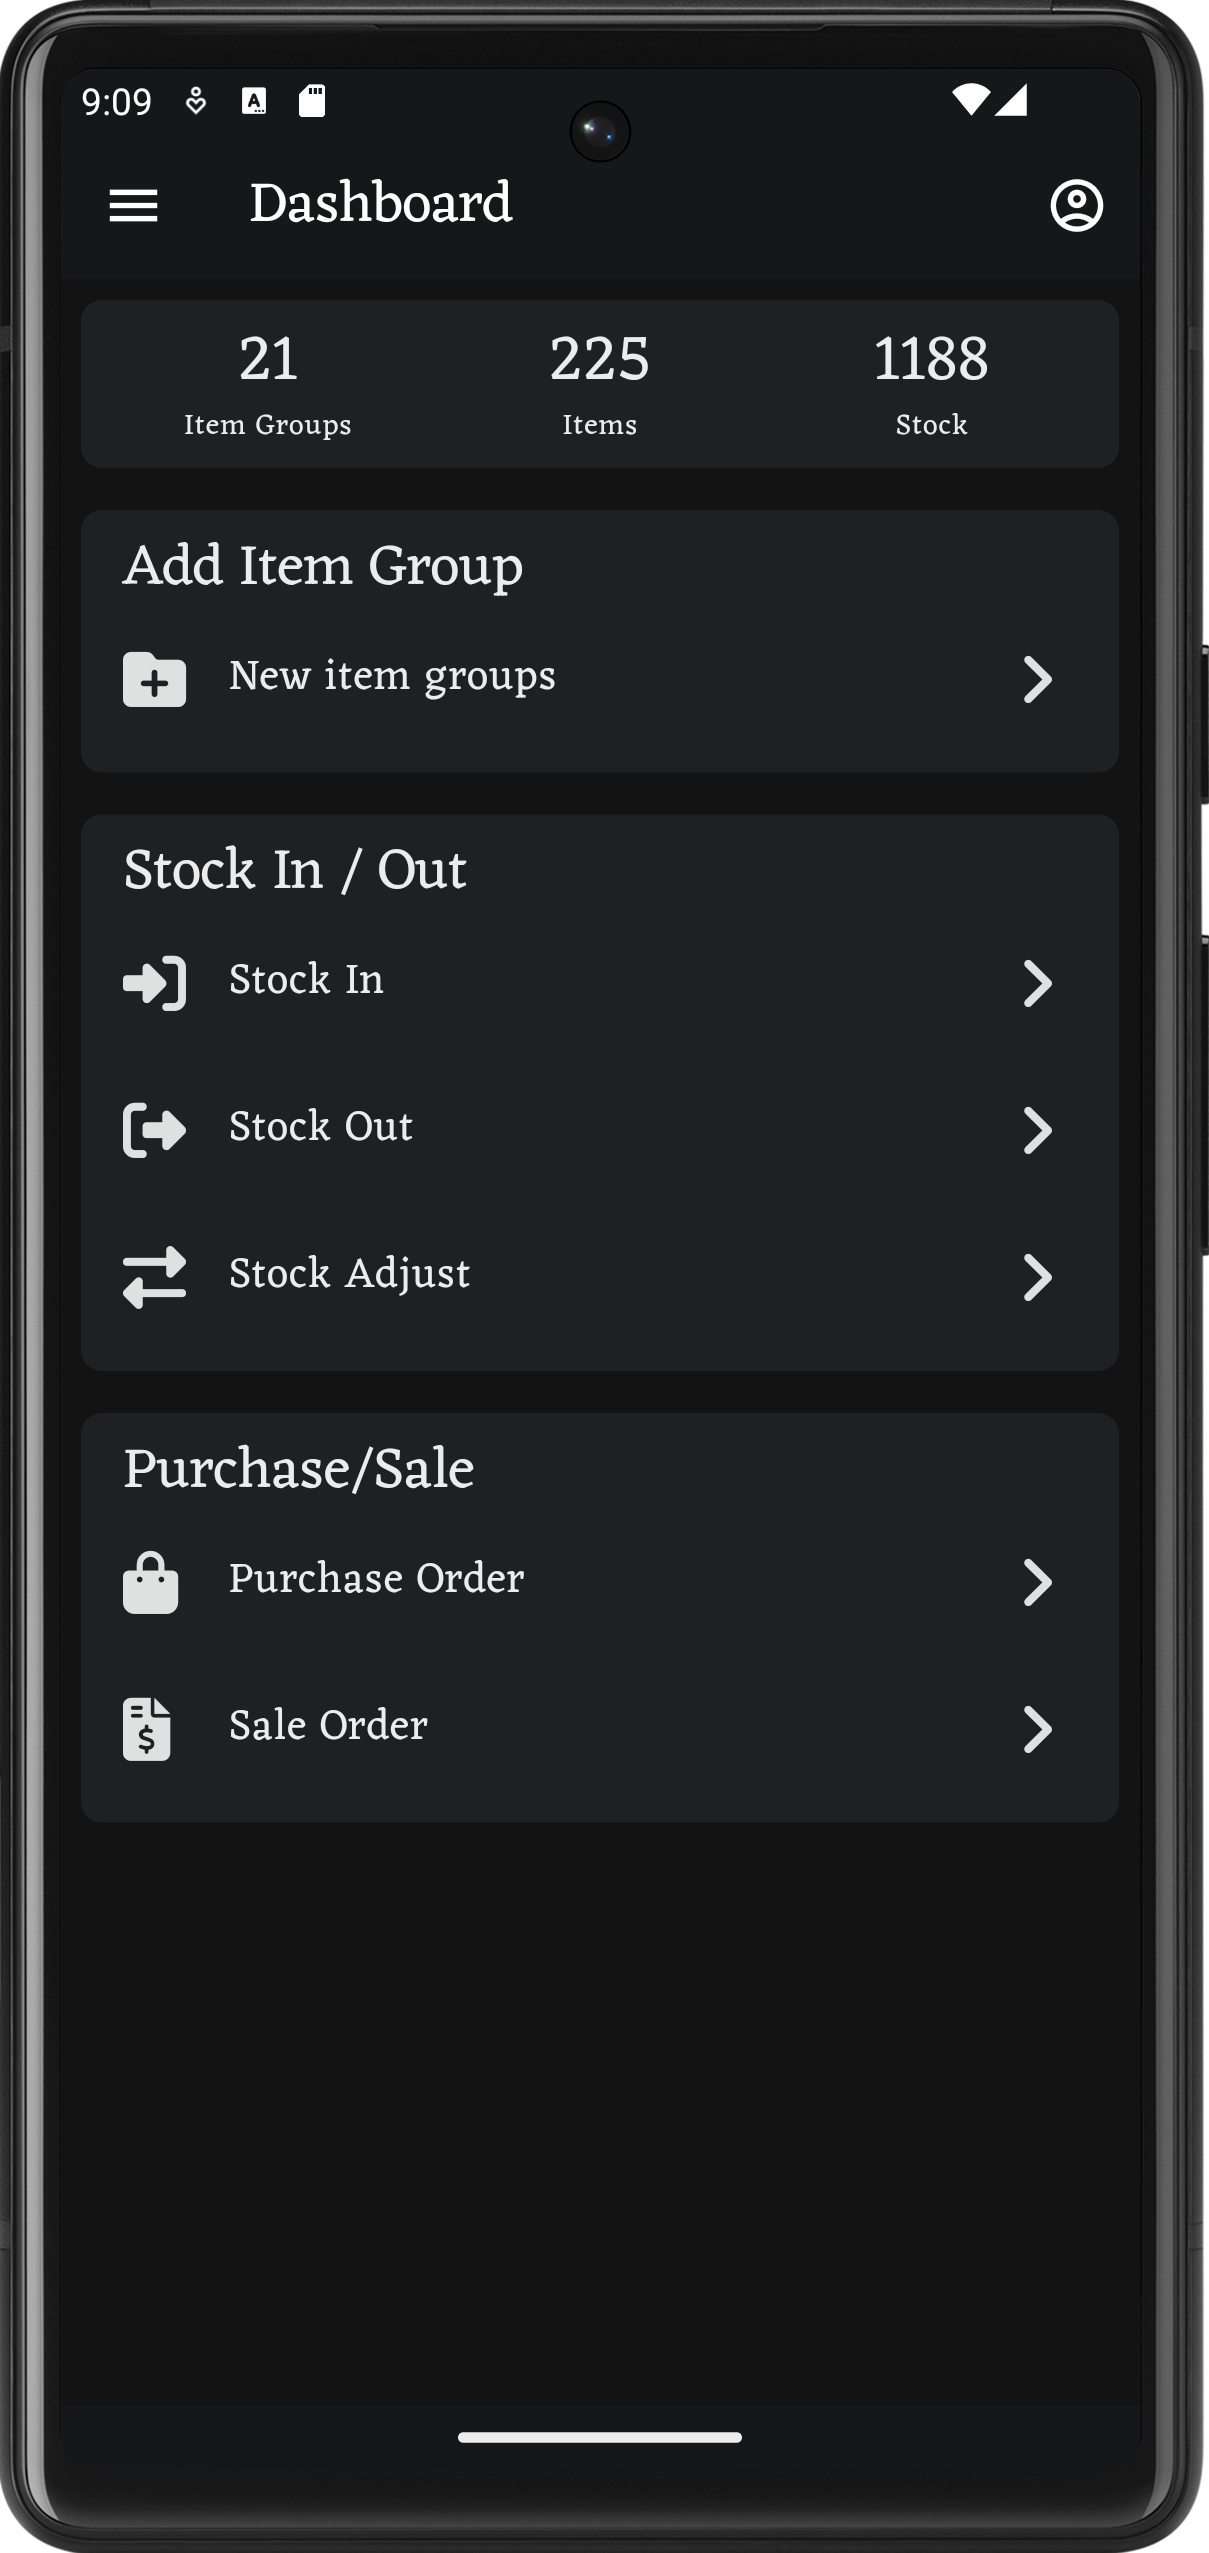 9:09
Dashboard
21 225 1188
Item Groups Items Stock
Add Item Group
New item groups
Stock In / Out
Stock In
Stock Out
Stock Adjust
Purchase/Sale
Purchase Order
Sale Order